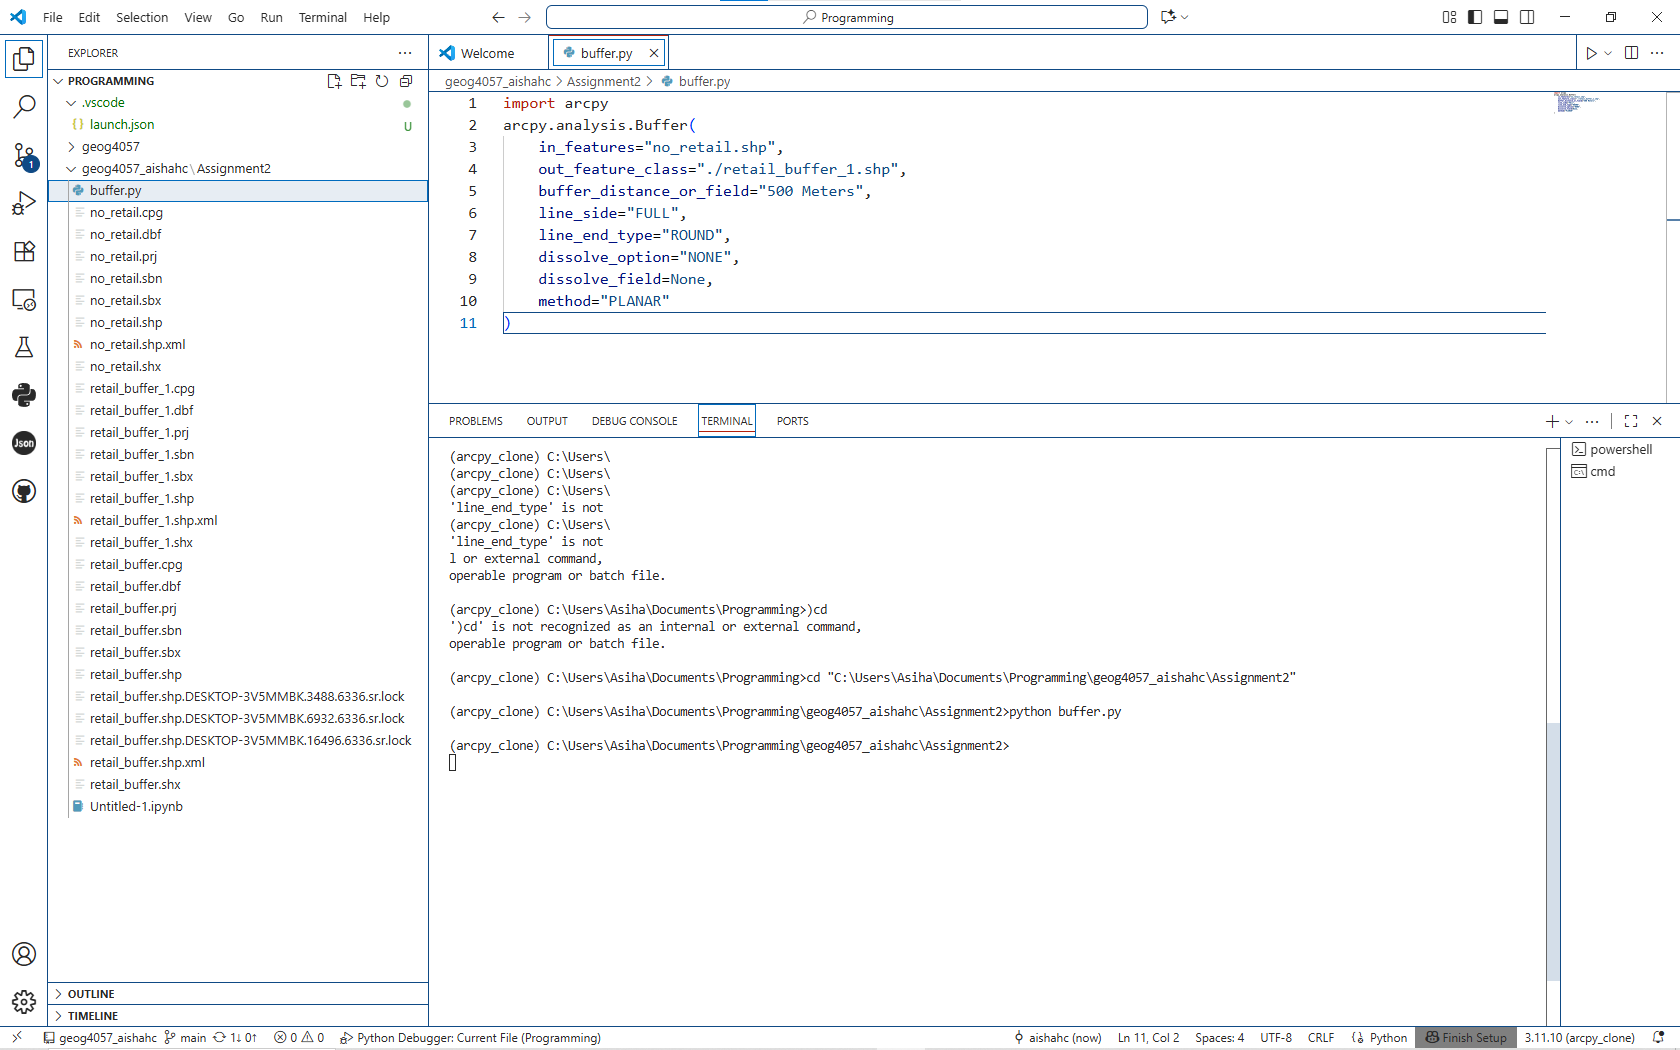 File Edit Selection View Go Run Terminal Help
Programming
EXPLORER
PROGRAMMING
.vscode
launch.json U
geog4057
geog4057_aishahc\Assignment2
buffer.py
no_retail.cpg
no_retail.dbf
no_retail.prj
no_retail.sbn
no_retail.sbx
no_retail.shp
no_retail.shp.xml
no_retail.shx
retail_buffer_1.cpg
retail_buffer_1.dbf
retail_buffer_1.prj
retail_buffer_1.sbn
retail_buffer_1.sbx
retail_buffer_1.shp
retail_buffer_1.shp.xml
retail_buffer_1.shx
retail_buffer.cpg
retail_buffer.dbf
retail_buffer.prj
retail_buffer.sbn
retail_buffer.sbx
retail_buffer.shp
retail_buffer.shp.DESKTOP-3V5MMBK.3488.6336.sr.lock
retail_buffer.shp.DESKTOP-3V5MMBK.6932.6336.sr.lock
retail_buffer.shp.DESKTOP-3V5MMBK.16496.6336.sr.lock
retail_buffer.shp.xml
retail_buffer.shx
Untitled-1.ipynb
OUTLINE
TIMELINE
1
Json
Welcome buffer.py
geog4057_aishahc > Assignment2 > buffer.py
1 import arcpy
2 arcpy.analysis.Buffer(
3 in_features="no_retail.shp",
4 out_feature_class="./retail_buffer_1.shp",
5 buffer_distance_or_field="500 Meters",
6 line_side="FULL",
7 line_end_type="ROUND",
8 dissolve_option="NONE",
9 dissolve_field=None,
10 method="PLANAR"
11 )
PROBLEMS OUTPUT DEBUG CONSOLE TERMINAL PORTS
powershell
cmd
(arcpy_clone) C:\Users\
(arcpy_clone) C:\Users\
(arcpy_clone) C:\Users\
'line_end_type' is not
(arcpy_clone) C:\Users\
'line_end_type' is not
l or external command,
operable program or batch file.
(arcpy_clone) C:\Users\Asiha\Documents\Programming>)cd
')cd' is not recognized as an internal or external command,
operable program or batch file.
(arcpy_clone) C:\Users\Asiha\Documents\Programming>cd "C:\Users\Asiha\Documents\Programming\geog4057_aishahc\Assignment2"
(arcpy_clone) C:\Users\Asiha\Documents\Programming\geog4057_aishahc\Assignment2>python buffer.py
(arcpy_clone) C:\Users\Asiha\Documents\Programming\geog4057_aishahc\Assignment2>
geog4057_aishahc main 1↓ 0↑ 0 0 Python Debugger: Current File (Programming) aishahc (now) Ln 11, Col 2 Spaces: 4 UTF-8 CRLF Python Finish Setup 3.11.10 (arcpy_clone)